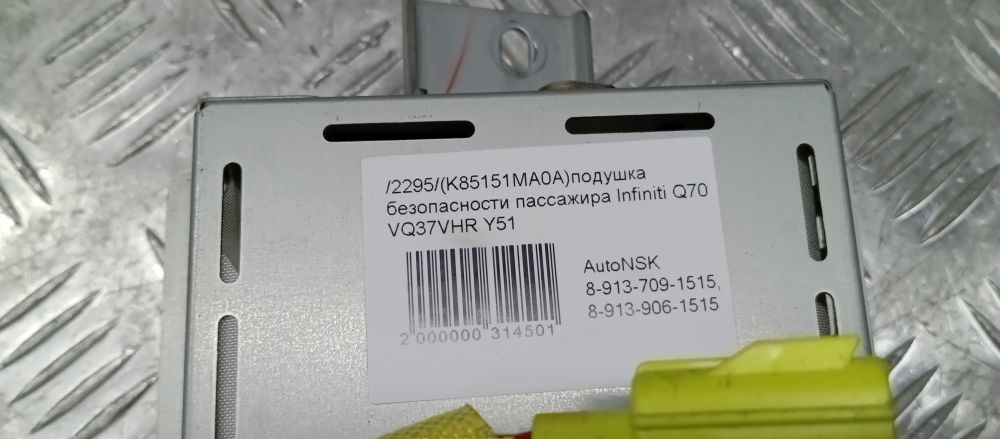 /2295/(K85151MA0A)подушка
безопасности пассажира Infiniti Q70
VQ37VHR Y51
AutoNSK
8-913-709-1515,
8-913-906-1515
2 000000 314501